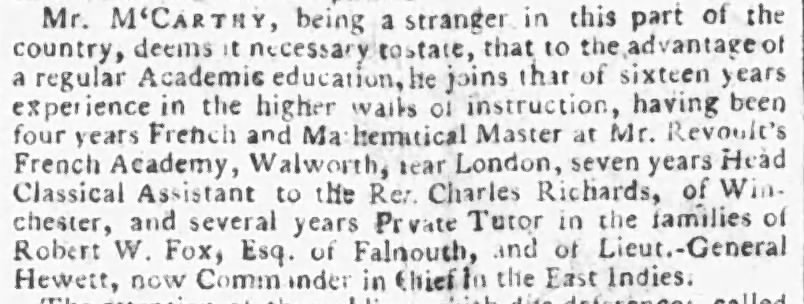 Mr. M‘CARTHY, being a stranger in this part of the
country, deems it necessary to state, that to the advantage of
a regular Academic education, he joins that of sixteen years
experience in the higher walks of instruction, having been
four years French and Mathematical Master at Mr. Revoult's
French Academy, Walworth, near London, seven years Head
Classical Assistant to the Rev. Charles Richards, of Win-
chester, and several years Private Tutor in the families of
Robert W. Fox, Esq. of Falmouth, and of Lieut.-General
Hewett, now Commander in Chief in the East Indies.